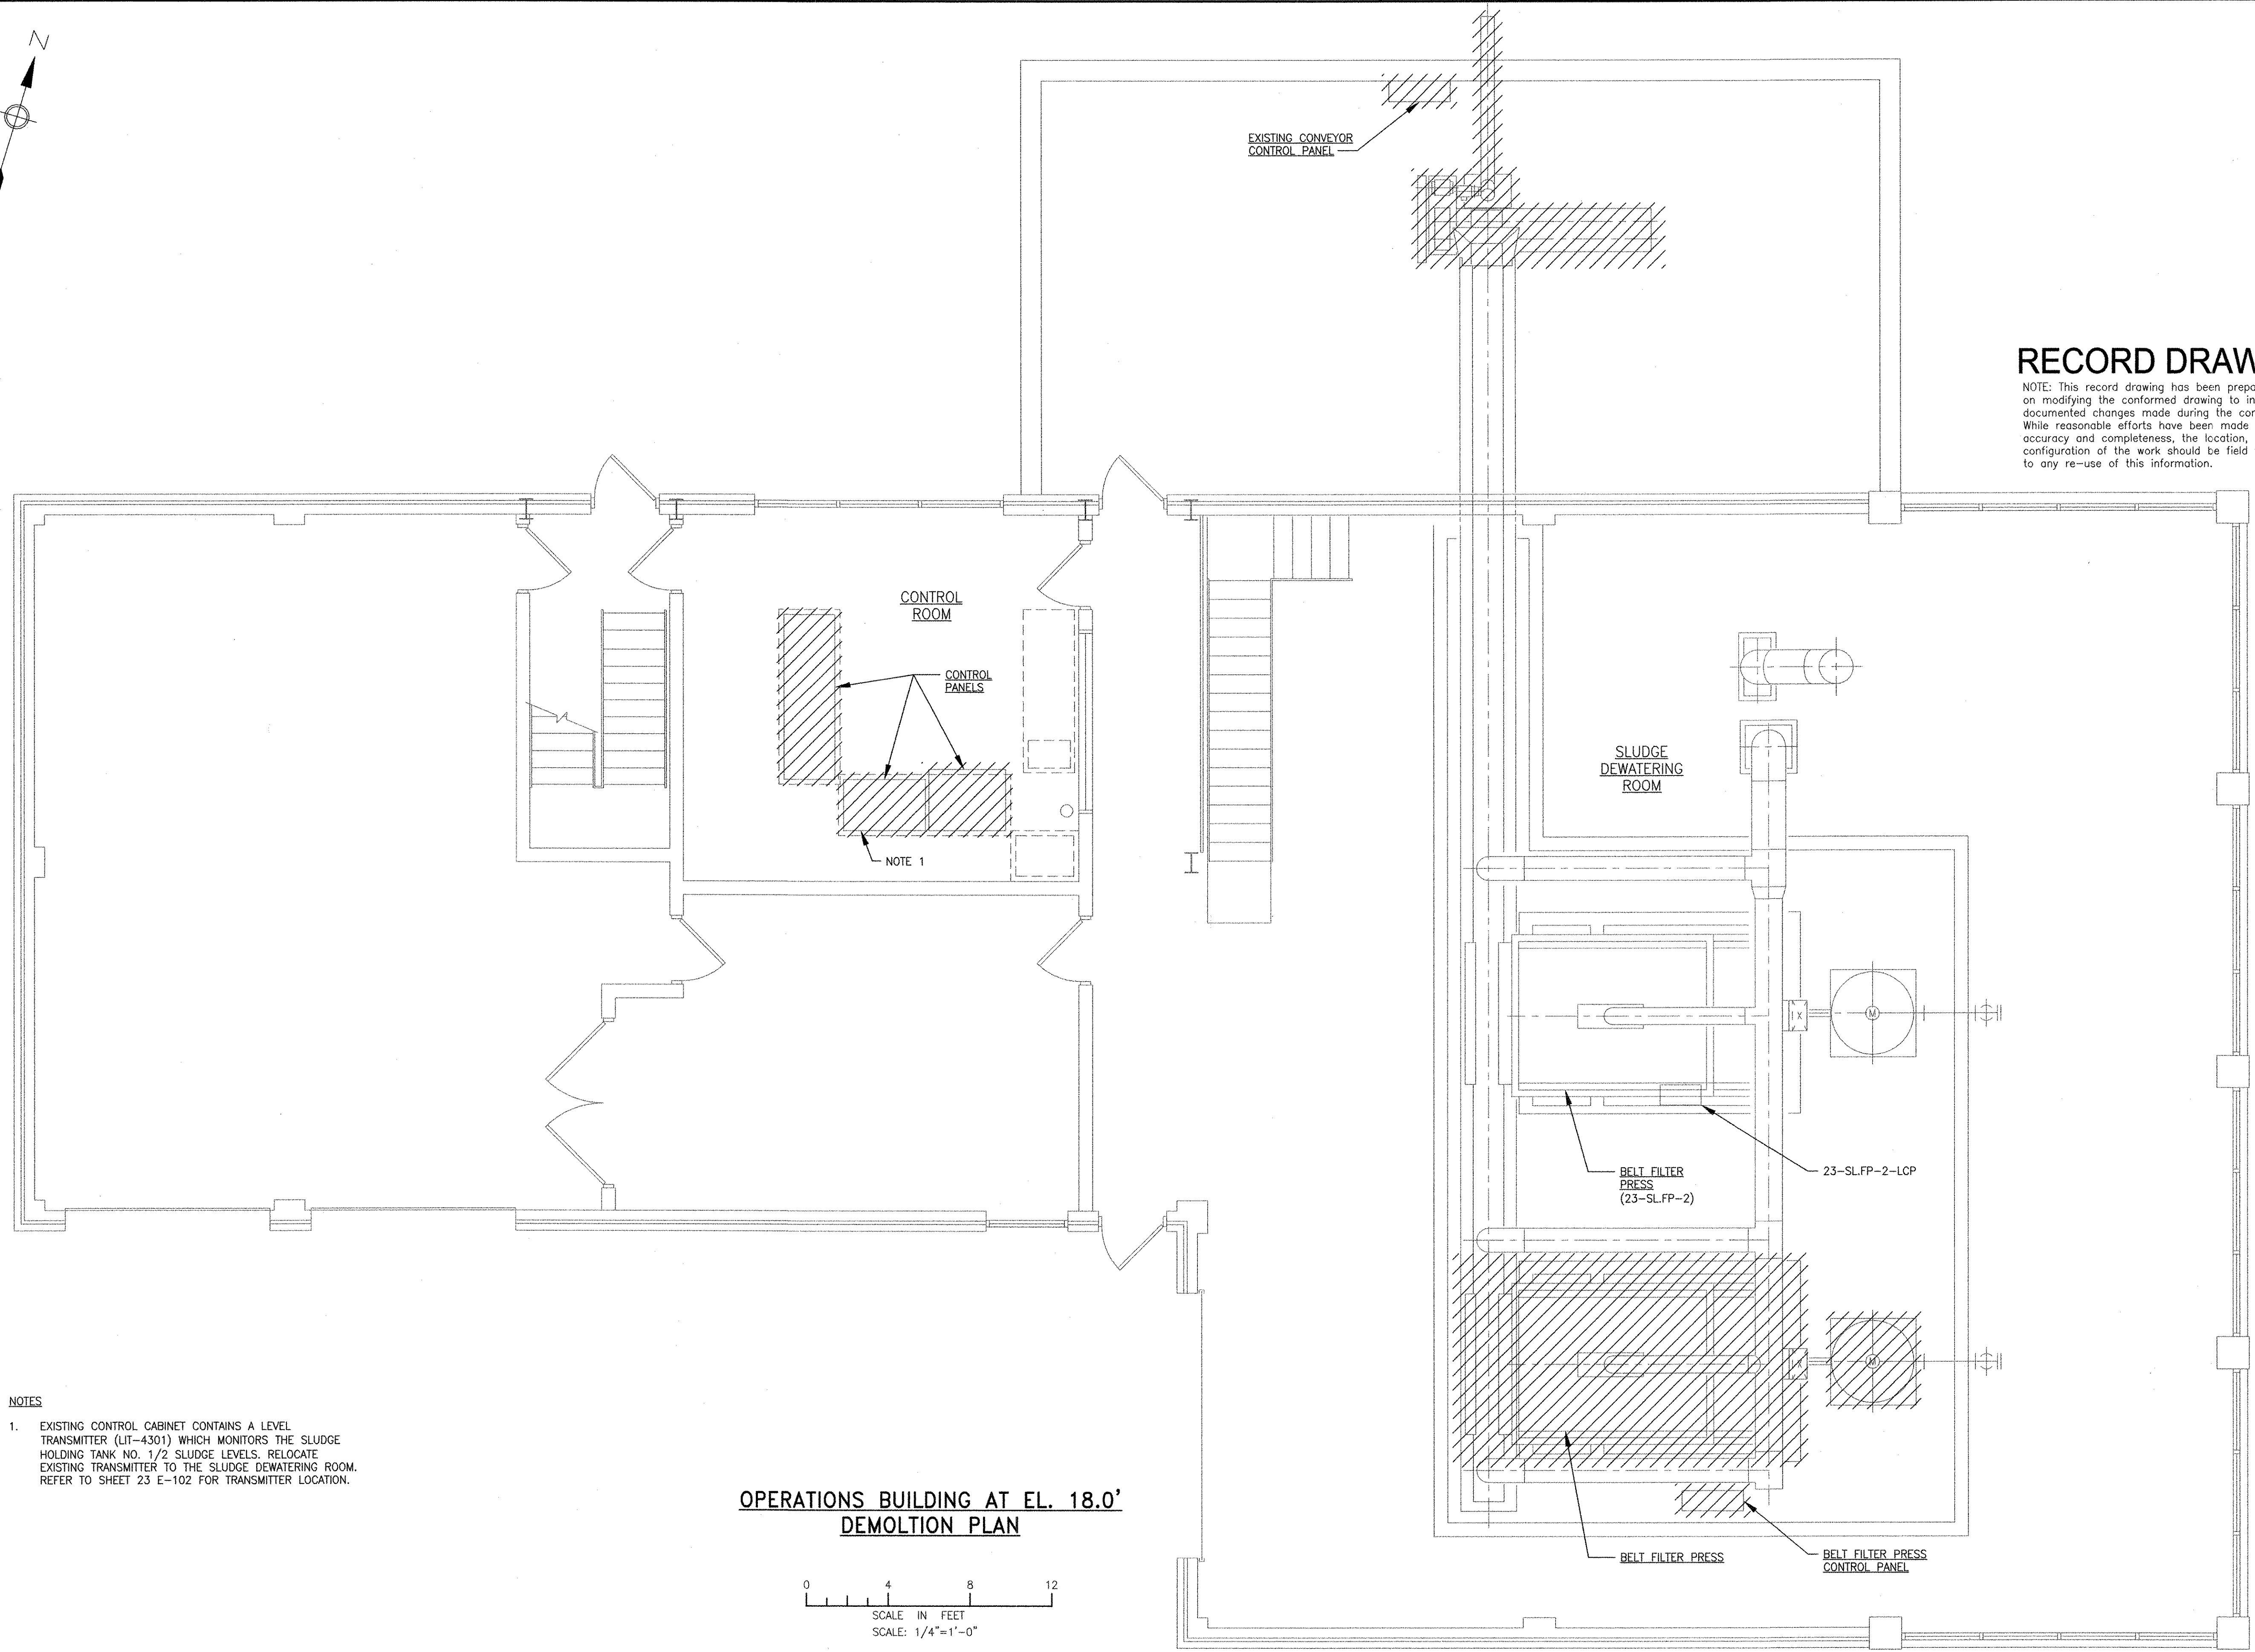 N
EXISTING CONVEYOR
CONTROL PANEL
RECORD DRAW
NOTE: This record drawing has been prepa
on modifying the conformed drawing to in
documented changes made during the con
While reasonable efforts have been made
accuracy and completeness, the location,
configuration of the work should be field
to any re-use of this information.
CONTROL
ROOM
CONTROL
PANELS
NOTE 1
SLUDGE
DEWATERING
ROOM
X
M
BELT FILTER
PRESS
(23-SL.FP-2)
23-SL.FP-2-LCP
X
M
BELT FILTER PRESS
BELT FILTER PRESS
CONTROL PANEL
NOTES
1. EXISTING CONTROL CABINET CONTAINS A LEVEL
TRANSMITTER (LIT-4301) WHICH MONITORS THE SLUDGE
HOLDING TANK NO. 1/2 SLUDGE LEVELS. RELOCATE
EXISTING TRANSMITTER TO THE SLUDGE DEWATERING ROOM.
REFER TO SHEET 23 E-102 FOR TRANSMITTER LOCATION.
OPERATIONS BUILDING AT EL. 18.0'
DEMOLTION PLAN
0 4 8 12
SCALE IN FEET
SCALE: 1/4"=1'-0"